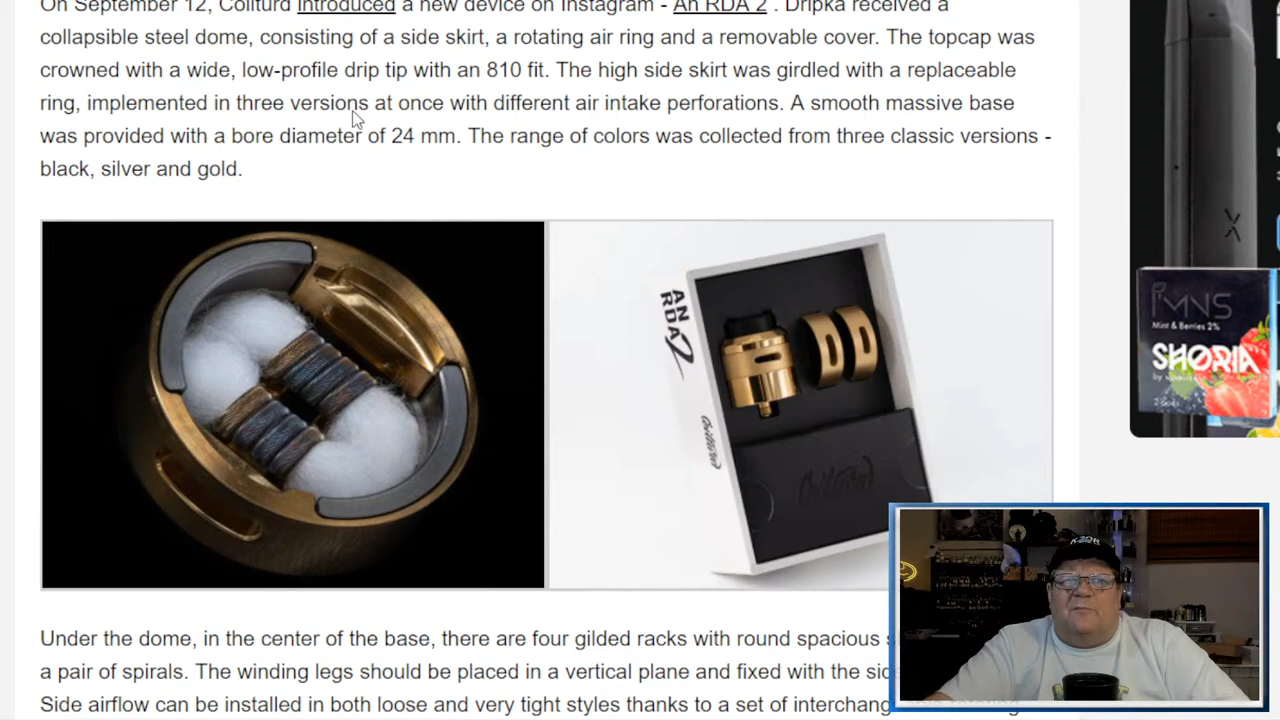 On September 12, Coilturd introduced a new device on Instagram - An RDA 2 . Dripka received a
collapsible steel dome, consisting of a side skirt, a rotating air ring and a removable cover. The topcap was
crowned with a wide, low-profile drip tip with an 810 fit. The high side skirt was girdled with a replaceable
ring, implemented in three versions at once with different air intake perforations. A smooth massive base
was provided with a bore diameter of 24 mm. The range of colors was collected from three classic versions -
black, silver and gold.
AN
RDA
2
Coilturd
Coilturd
X
MNS
Mint & Berries 2%
SHORIA
Under the dome, in the center of the base, there are four gilded racks with round spacious
a pair of spirals. The winding legs should be placed in a vertical plane and fixed with the
Side airflow can be installed in both loose and very tight styles thanks to a set of